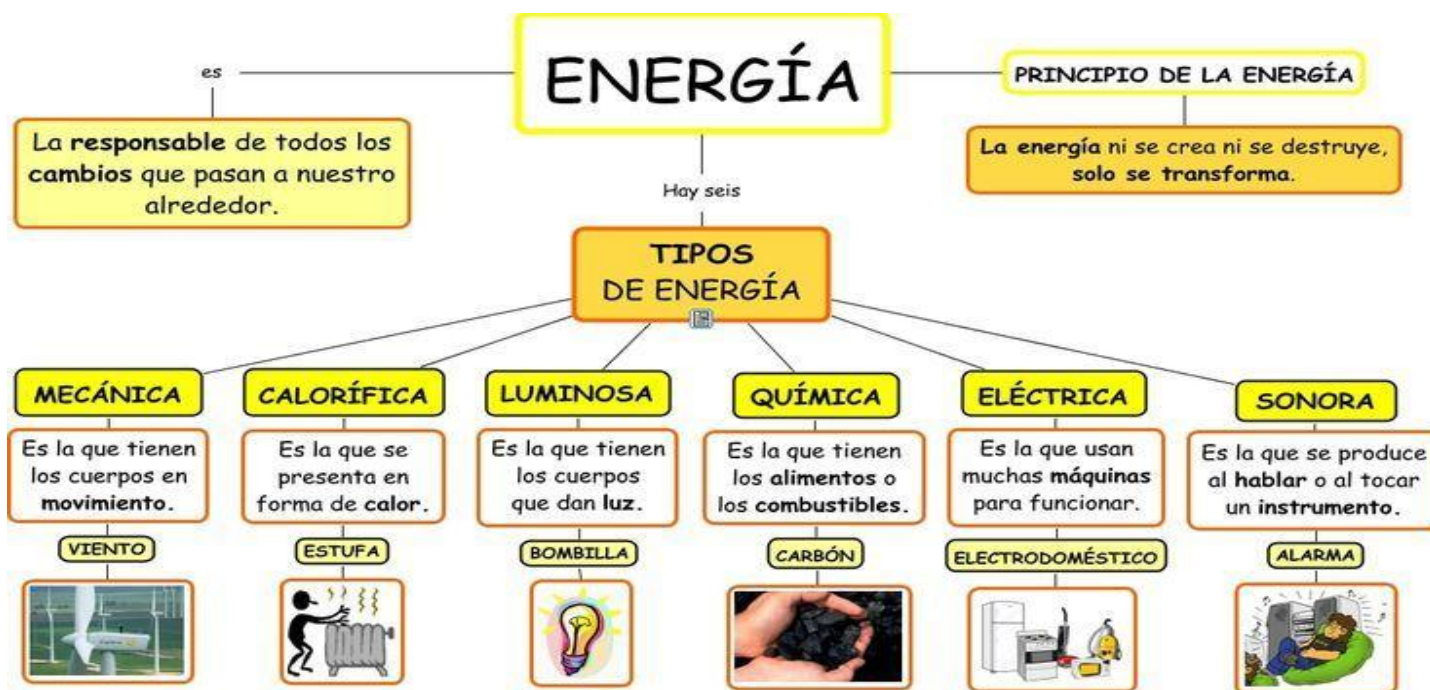 ENERGÍA
es
La responsable de todos los
cambios que pasan a nuestro
alrededor.
PRINCIPIO DE LA ENERGÍA
La energía ni se crea ni se destruye,
solo se transforma.
Hay seis
TIPOS
DE ENERGÍA
MECÁNICA
Es la que tienen
los cuerpos en
movimiento.
VIENTO
CALORÍFICA
Es la que se
presenta en
forma de calor.
ESTUFA
LUMINOSA
Es la que tienen
los cuerpos
que dan luz.
BOMBILLA
QUÍMICA
Es la que tienen
los alimentos o
los combustibles.
CARBÓN
ELÉCTRICA
Es la que usan
muchas máquinas
para funcionar.
ELECTRODOMÉSTICO
SONORA
Es la que se produce
al hablar o al tocar
un instrumento.
ALARMA